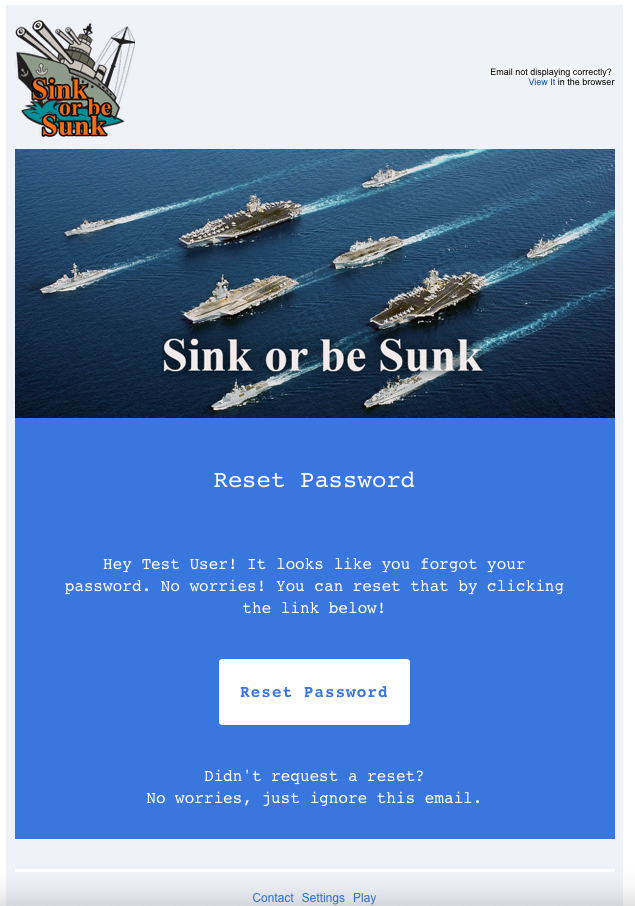 Sink
or be
Sunk
Email not displaying correctly?
View It in the browser
Sink or be Sunk
Reset Password
Hey Test User! It looks like you forgot your
password. No worries! You can reset that by clicking
the link below!
Reset Password
Didn't request a reset?
No worries, just ignore this email.
Contact Settings Play